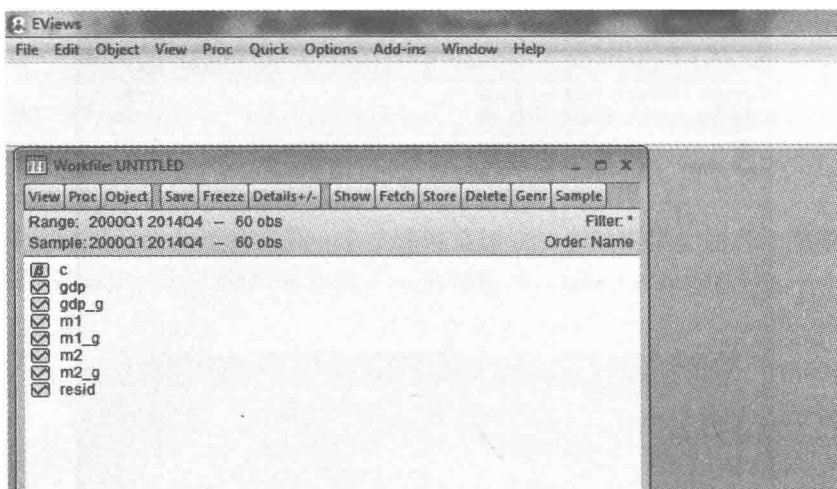 EViews
File Edit Object View Proc Quick Options Add-ins Window Help
Workfile: UNTITLED
View Proc Object Save Freeze Details+/- Show Fetch Store Delete Genr Sample
Range: 2000Q1 2014Q4 -- 60 obs Filter: *
Sample: 2000Q1 2014Q4 -- 60 obs Order: Name
β c
gdp
gdp_g
m1
m1_g
m2
m2_g
resid